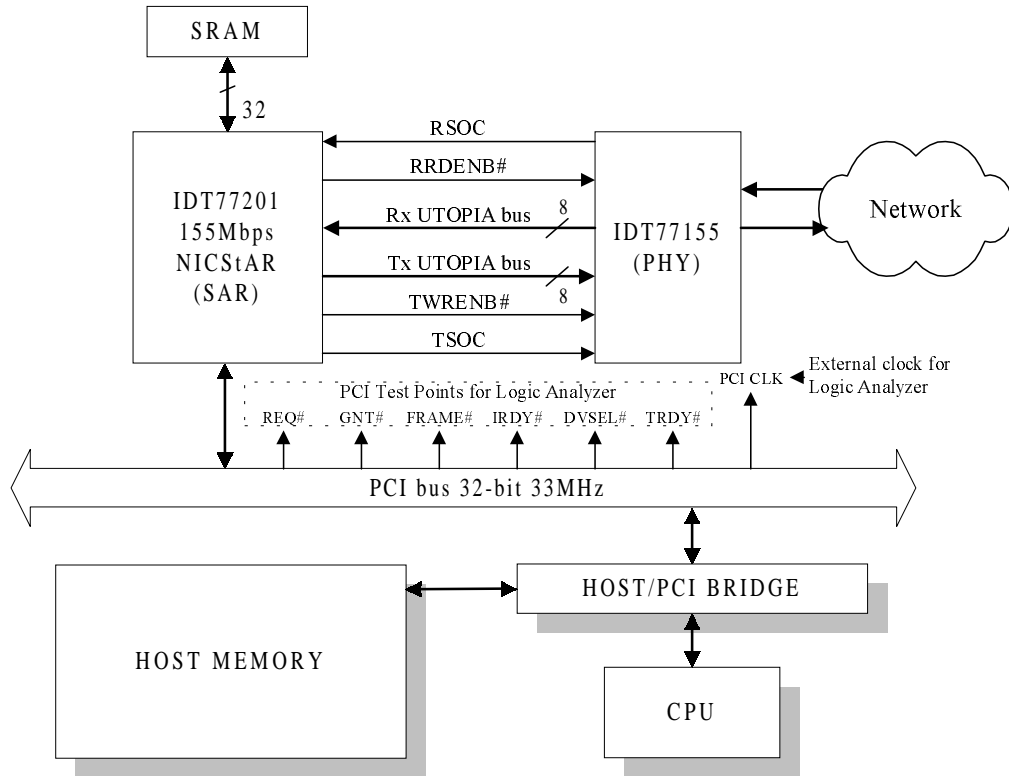 SRAM
32
IDT77201
155Mbps
NICStAR
(SAR)
RSOC
RRDENB#
Rx UTOPIA bus
8
Tx UTOPIA bus
8
TWRENB#
TSOC
IDT77155
(PHY)
Network
PCI Test Points for Logic Analyzer
REQ# GNT# FRAME# IRDY# DVSEL# TRDY#
PCI CLK
External clock for
Logic Analyzer
PCI bus 32-bit 33MHz
HOST/PCI BRIDGE
HOST MEMORY
CPU